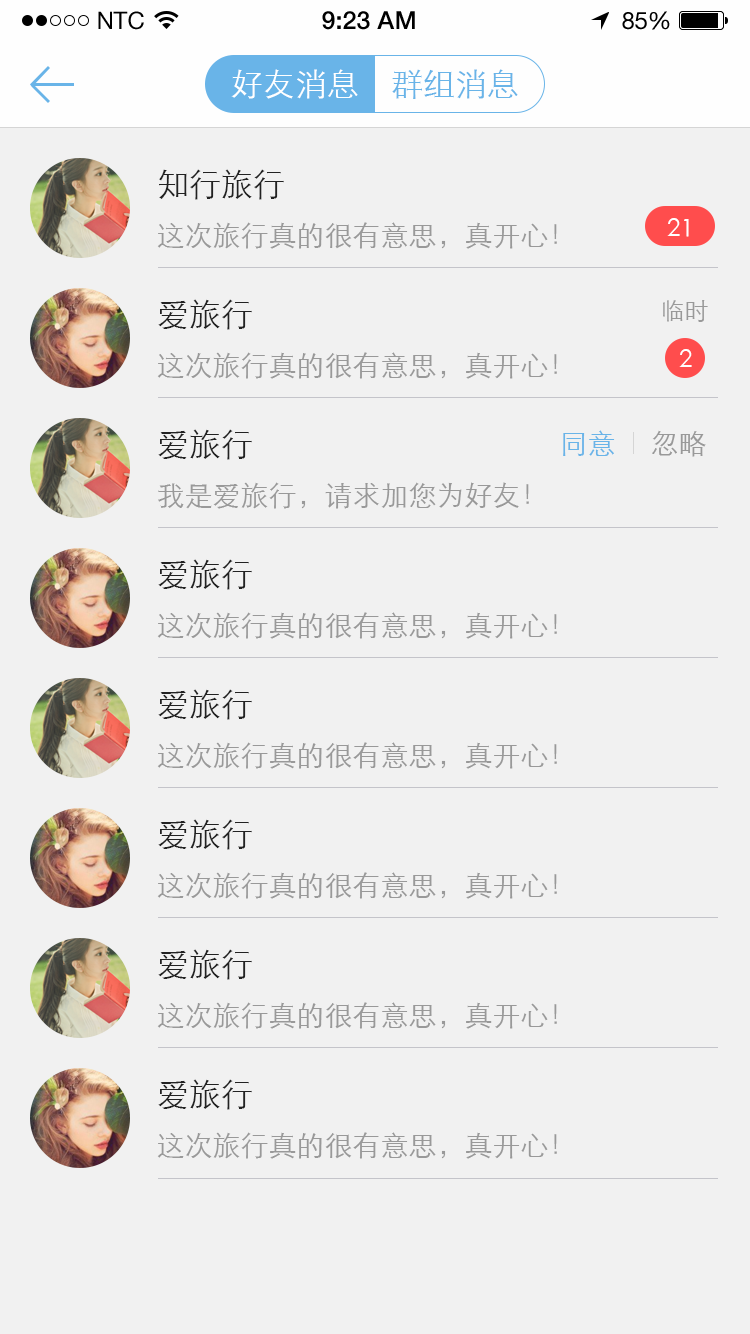 NTC 9:23 AM 85%
好友消息 群组消息
知行旅行
这次旅行真的很有意思，真开心！ 21
爱旅行 临时
这次旅行真的很有意思，真开心！ 2
爱旅行 同意 忽略
我是爱旅行，请求加您为好友！
爱旅行
这次旅行真的很有意思，真开心！
爱旅行
这次旅行真的很有意思，真开心！
爱旅行
这次旅行真的很有意思，真开心！
爱旅行
这次旅行真的很有意思，真开心！
爱旅行
这次旅行真的很有意思，真开心！